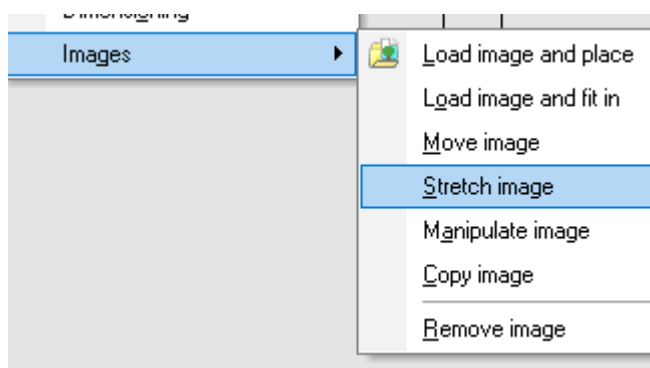 Dimensioning
Images
Load image and place
Load image and fit in
Move image
Stretch image
Manipulate image
Copy image
Remove image